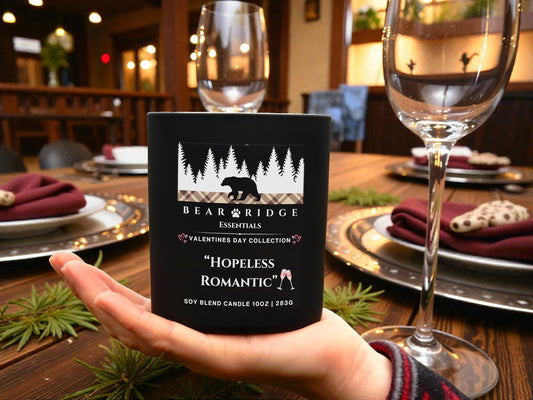 BEAR RIDGE
ESSENTIALS
VALENTINES DAY COLLECTION
“HOPELESS
ROMANTIC”
SOY BLEND CANDLE 10OZ | 283G